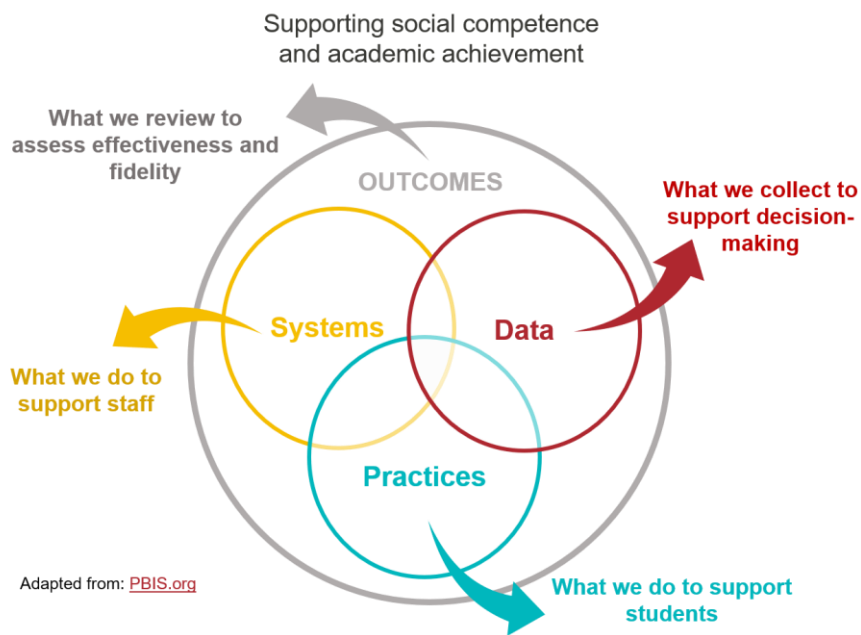 Supporting social competence
and academic achievement
What we review to
assess effectiveness and
fidelity
OUTCOMES
What we collect to
support decision-
making
Systems
Data
What we do to
support staff
Practices
Adapted from: PBIS.org
What we do to support
students